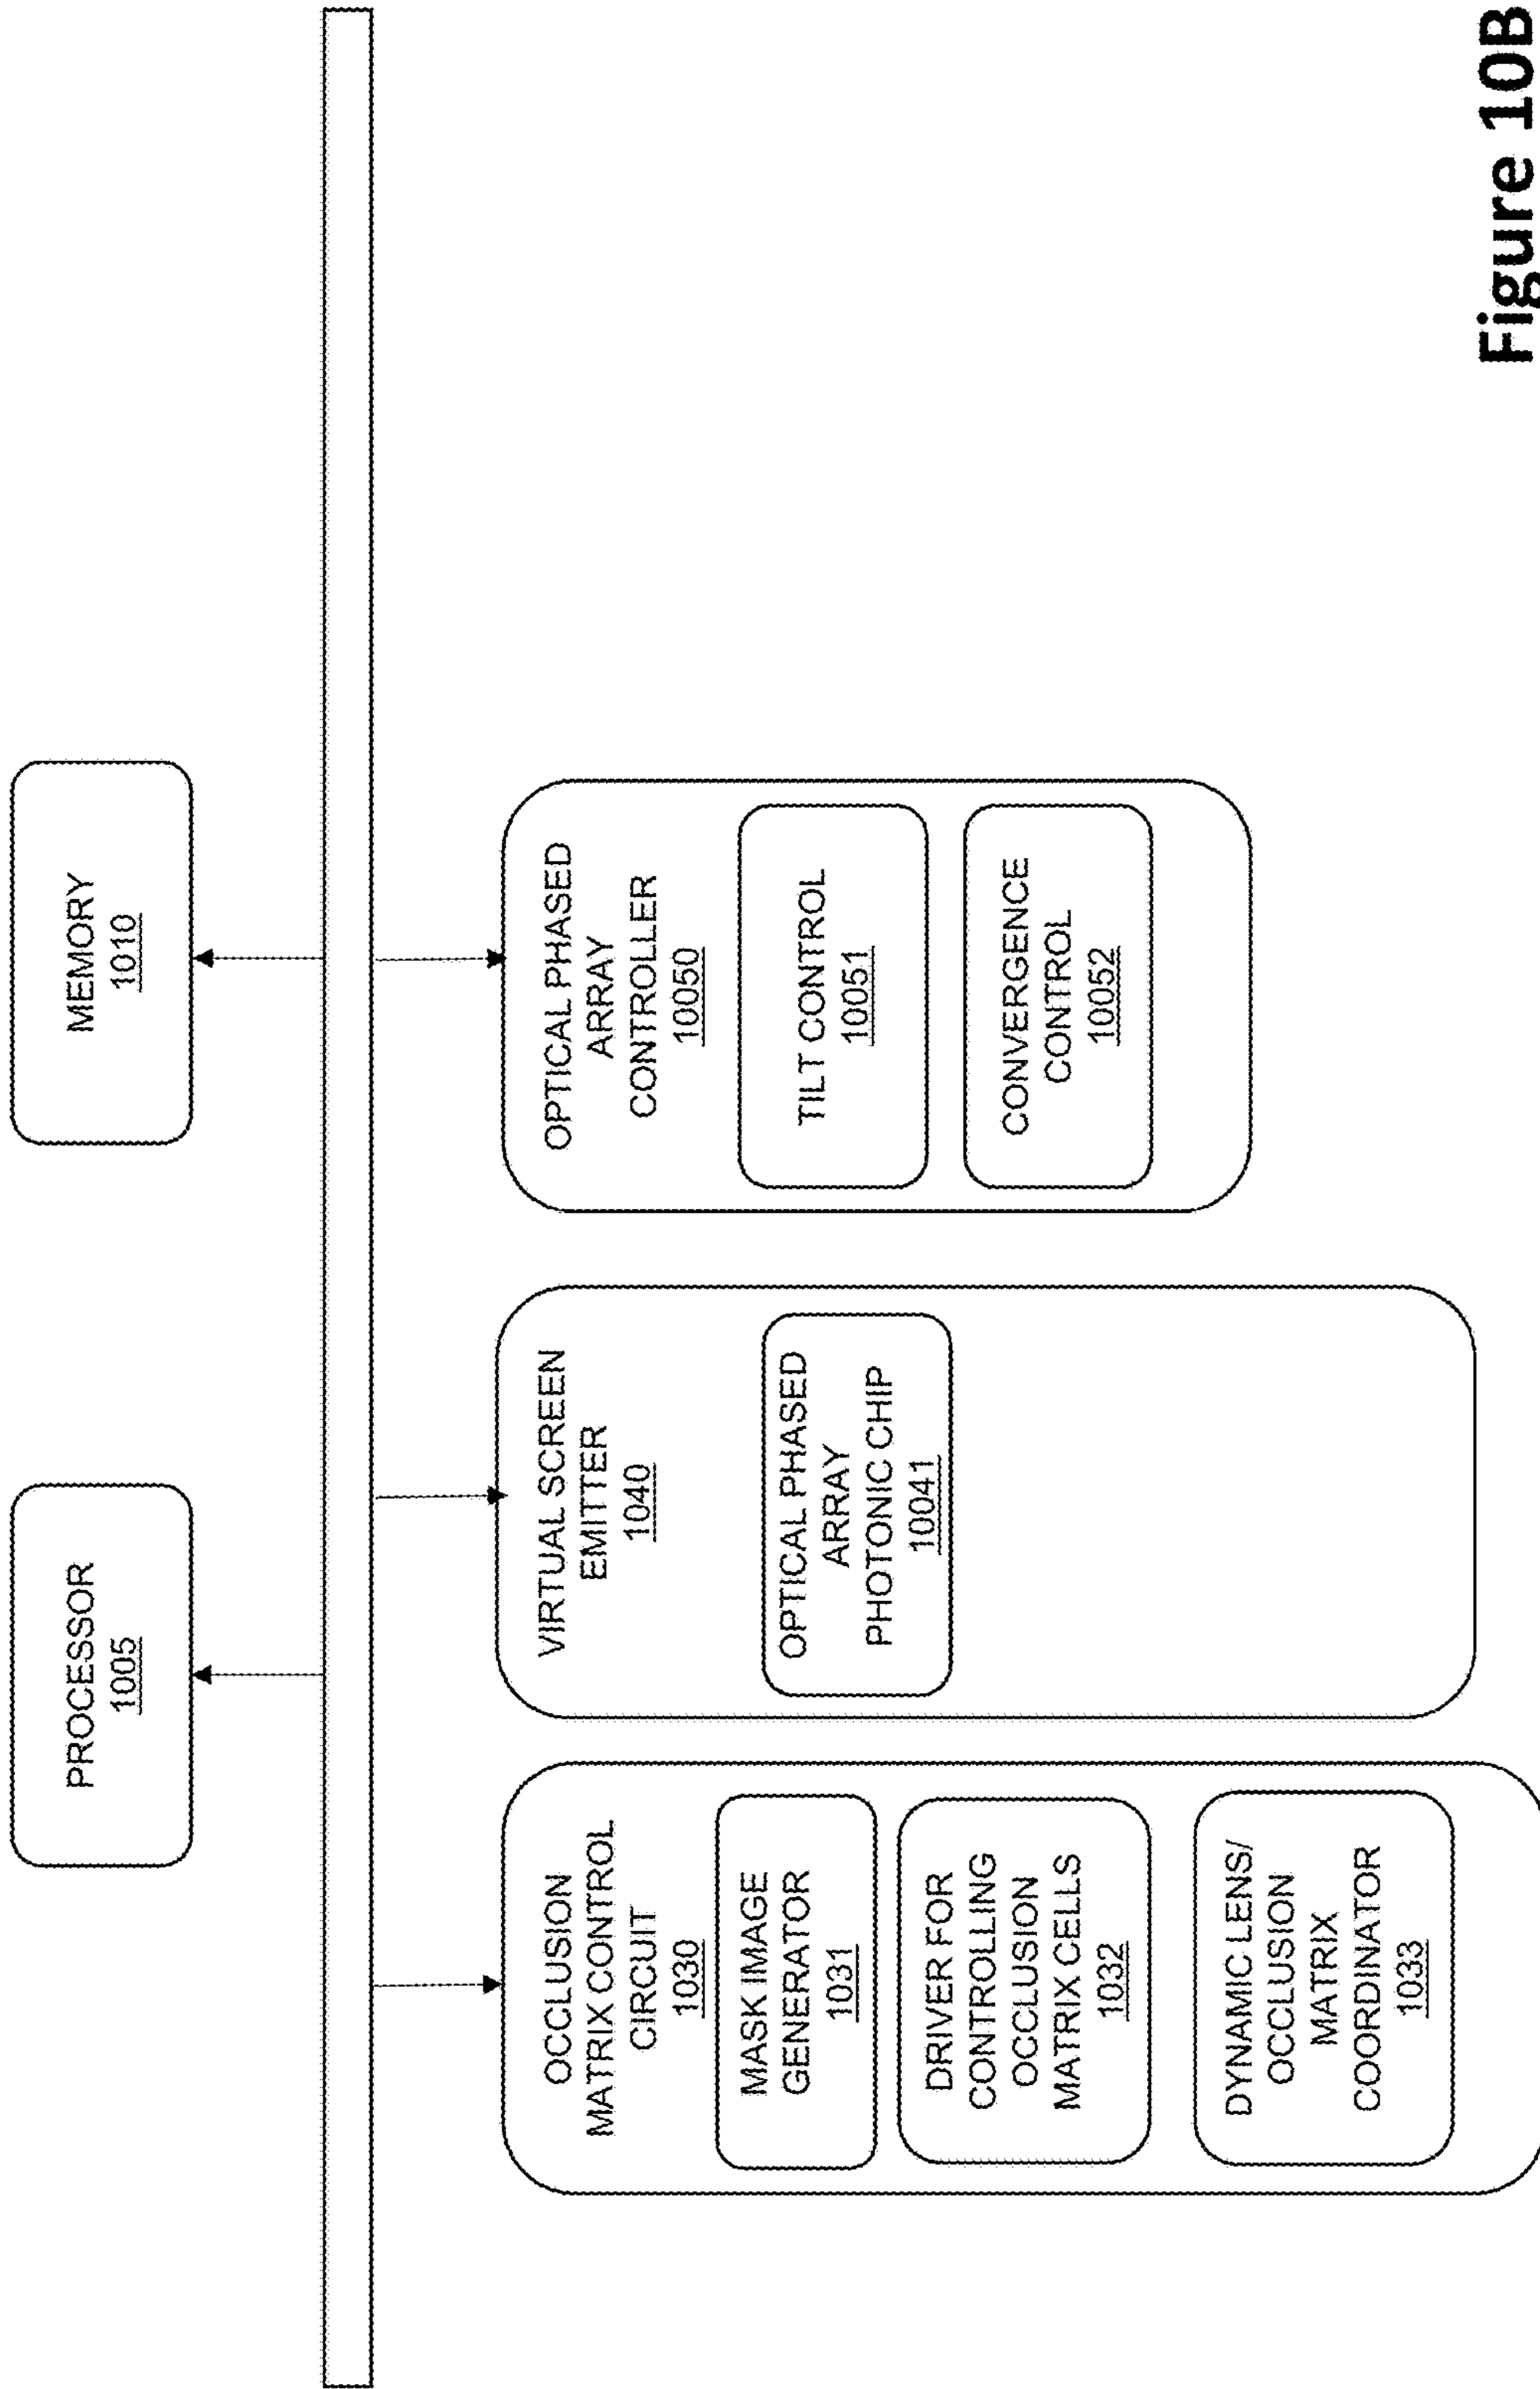 PROCESSOR
1005
MEMORY
1010
OCCLUSION
MATRIX CONTROL
CIRCUIT
1030
MASK IMAGE
GENERATOR
1031
DRIVER FOR
CONTROLLING
OCCLUSION
MATRIX CELLS
1032
DYNAMIC LENS/
OCCLUSION
MATRIX
COORDINATOR
1033
VIRTUAL SCREEN
EMITTER
1040
OPTICAL PHASED
ARRAY
PHOTONIC CHIP
10041
OPTICAL PHASED
ARRAY
CONTROLLER
10050
TILT CONTROL
10051
CONVERGENCE
CONTROL
10052
Figure 10B